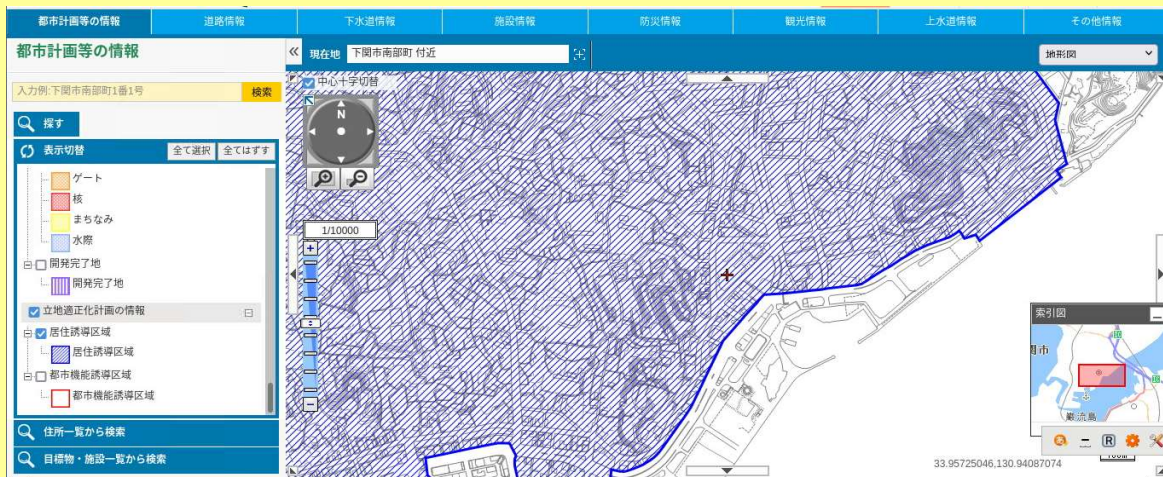 都市計画等の情報 道路情報 下水道情報 施設情報 防災情報 観光情報 上水道情報 その他情報
都市計画等の情報
現在地 下関市南部町 付近
地形図
中心十字切替
入力例:下関市南部町1番1号 検索
N
探す
表示切替 全て選択 全てはずす
ゲート
核
まちなみ
水際
開発完了地
開発完了地
立地適正化計画の情報
居住誘導区域
居住誘導区域
都市機能誘導区域
都市機能誘導区域
住所一覧から検索
目標物・施設一覧から検索
1/10000
索引図
関市
巌流島
R
33.95725046,130.94087074